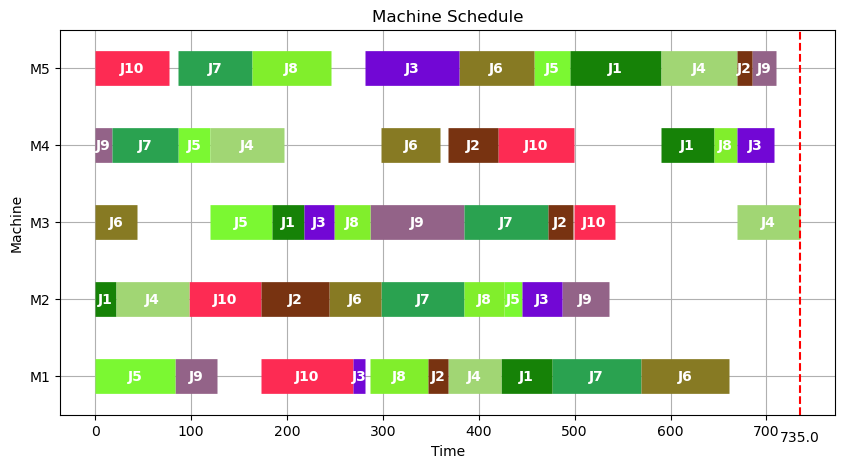 Machine Schedule
M5
J10 J7 J8 J3 J6 J5 J1 J4 J2 J9
M4
J9 J7 J5 J4 J6 J2 J10 J1 J8 J3
M3
J6 J5 J1 J3 J8 J9 J7 J2 J10 J4
M2
J1 J4 J10 J2 J6 J7 J8 J5 J3 J9
M1
J5 J9 J10 J3 J8 J2 J4 J1 J7 J6
Machine
0 100 200 300 400 500 600 700
735.0
Time